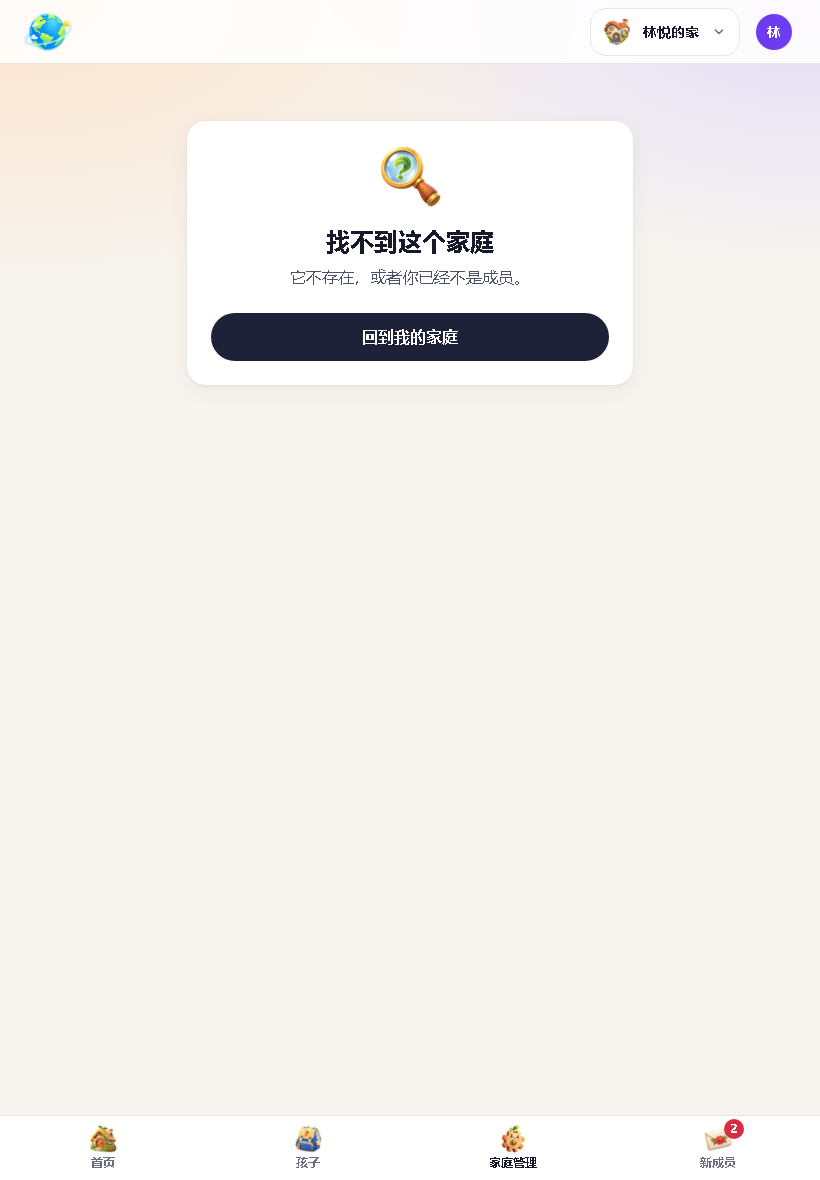 林悦的家
林
找不到这个家庭
它不存在，或者你已经不是成员。
回到我的家庭
首页
孩子
家庭管理
2
新成员